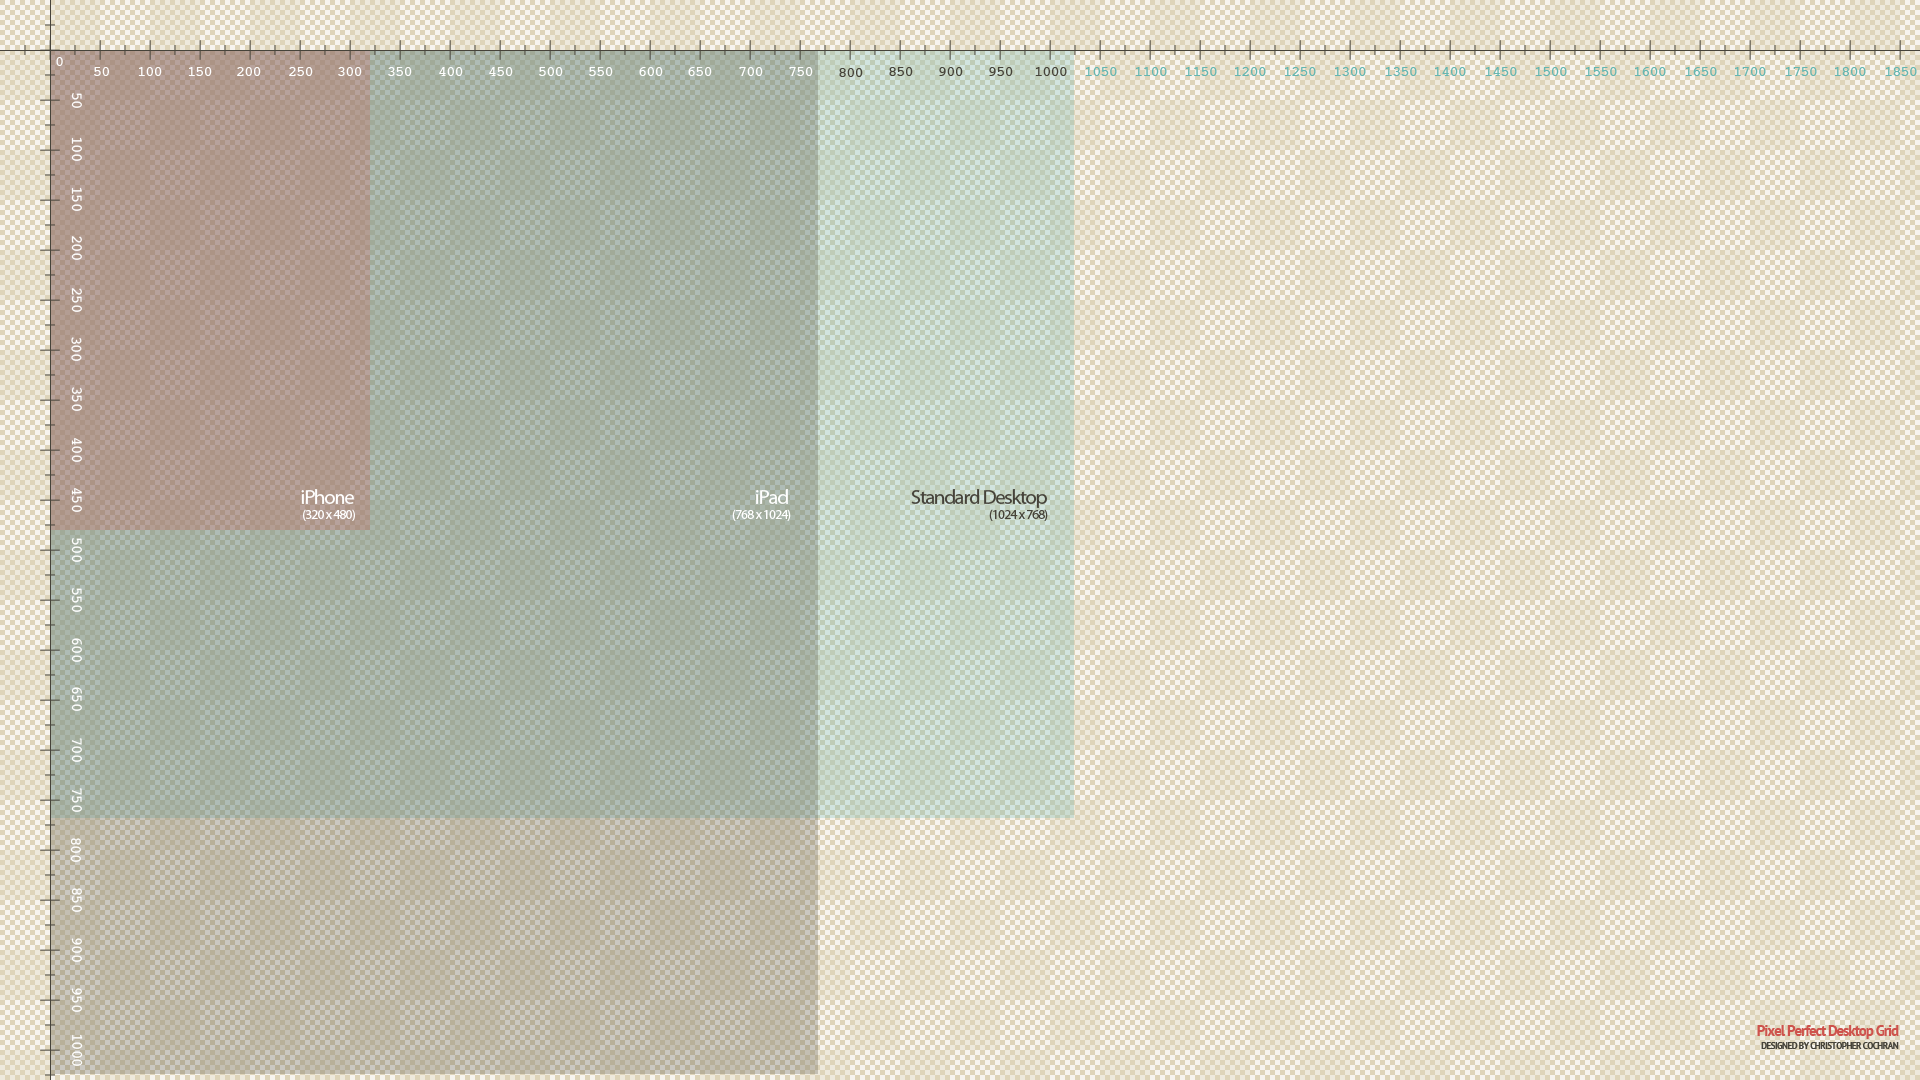 0
50 100 150 200 250 300 350 400 450 500 550 600 650 700 750 800 850 900 950 1000 1050 1100 1150 1200 1250 1300 1350 1400 1450 1500 1550 1600 1650 1700 1750 1800 1850
50
100
150
200
250
300
350
400
450
500
550
600
650
700
750
800
850
900
950
1000
iPhone
(320 x 480)
iPad
(768 x 1024)
Standard Desktop
(1024 x 768)
Pixel Perfect Desktop Grid
DESIGNED BY CHRISTOPHER COCHRAN